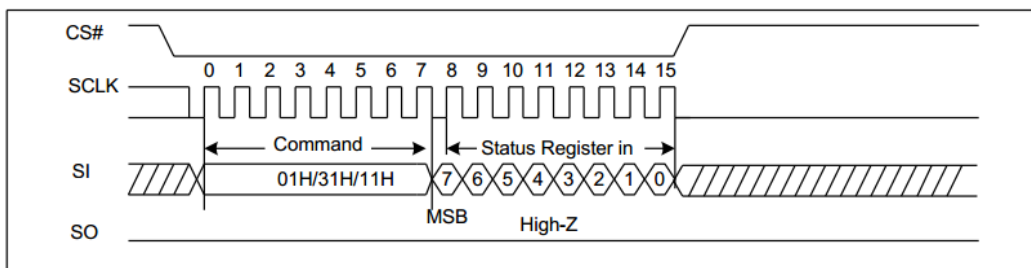 CS#
0 1 2 3 4 5 6 7 8 9 10 11 12 13 14 15
SCLK
Command Status Register in
SI 01H/31H/11H 7 6 5 4 3 2 1 0
MSB High-Z
SO